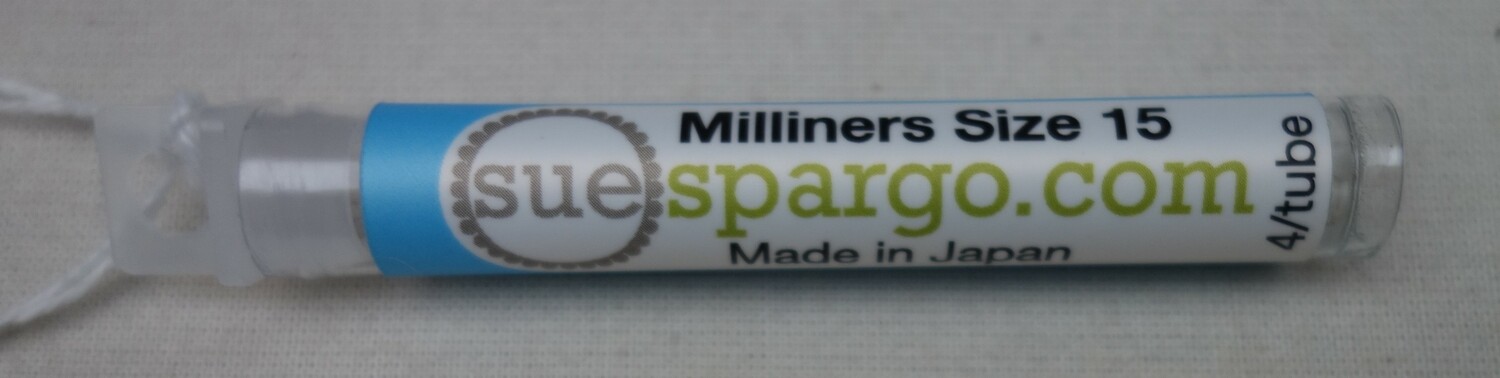 Milliners Size 15
suespargo.com
Made in Japan
4/tube